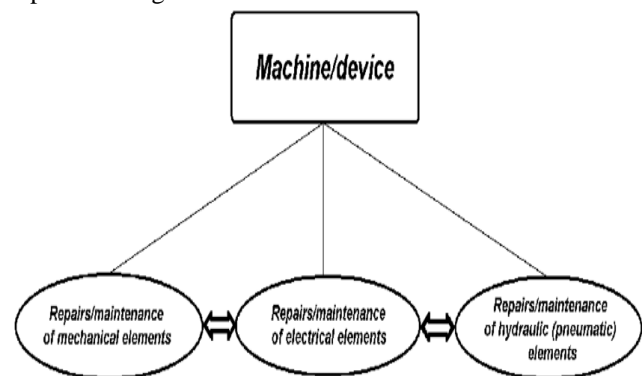 Machine/device
Repairs/maintenance
of mechanical elements
Repairs/maintenance
of electrical elements
Repairs/maintenance
of hydraulic (pneumatic)
elements